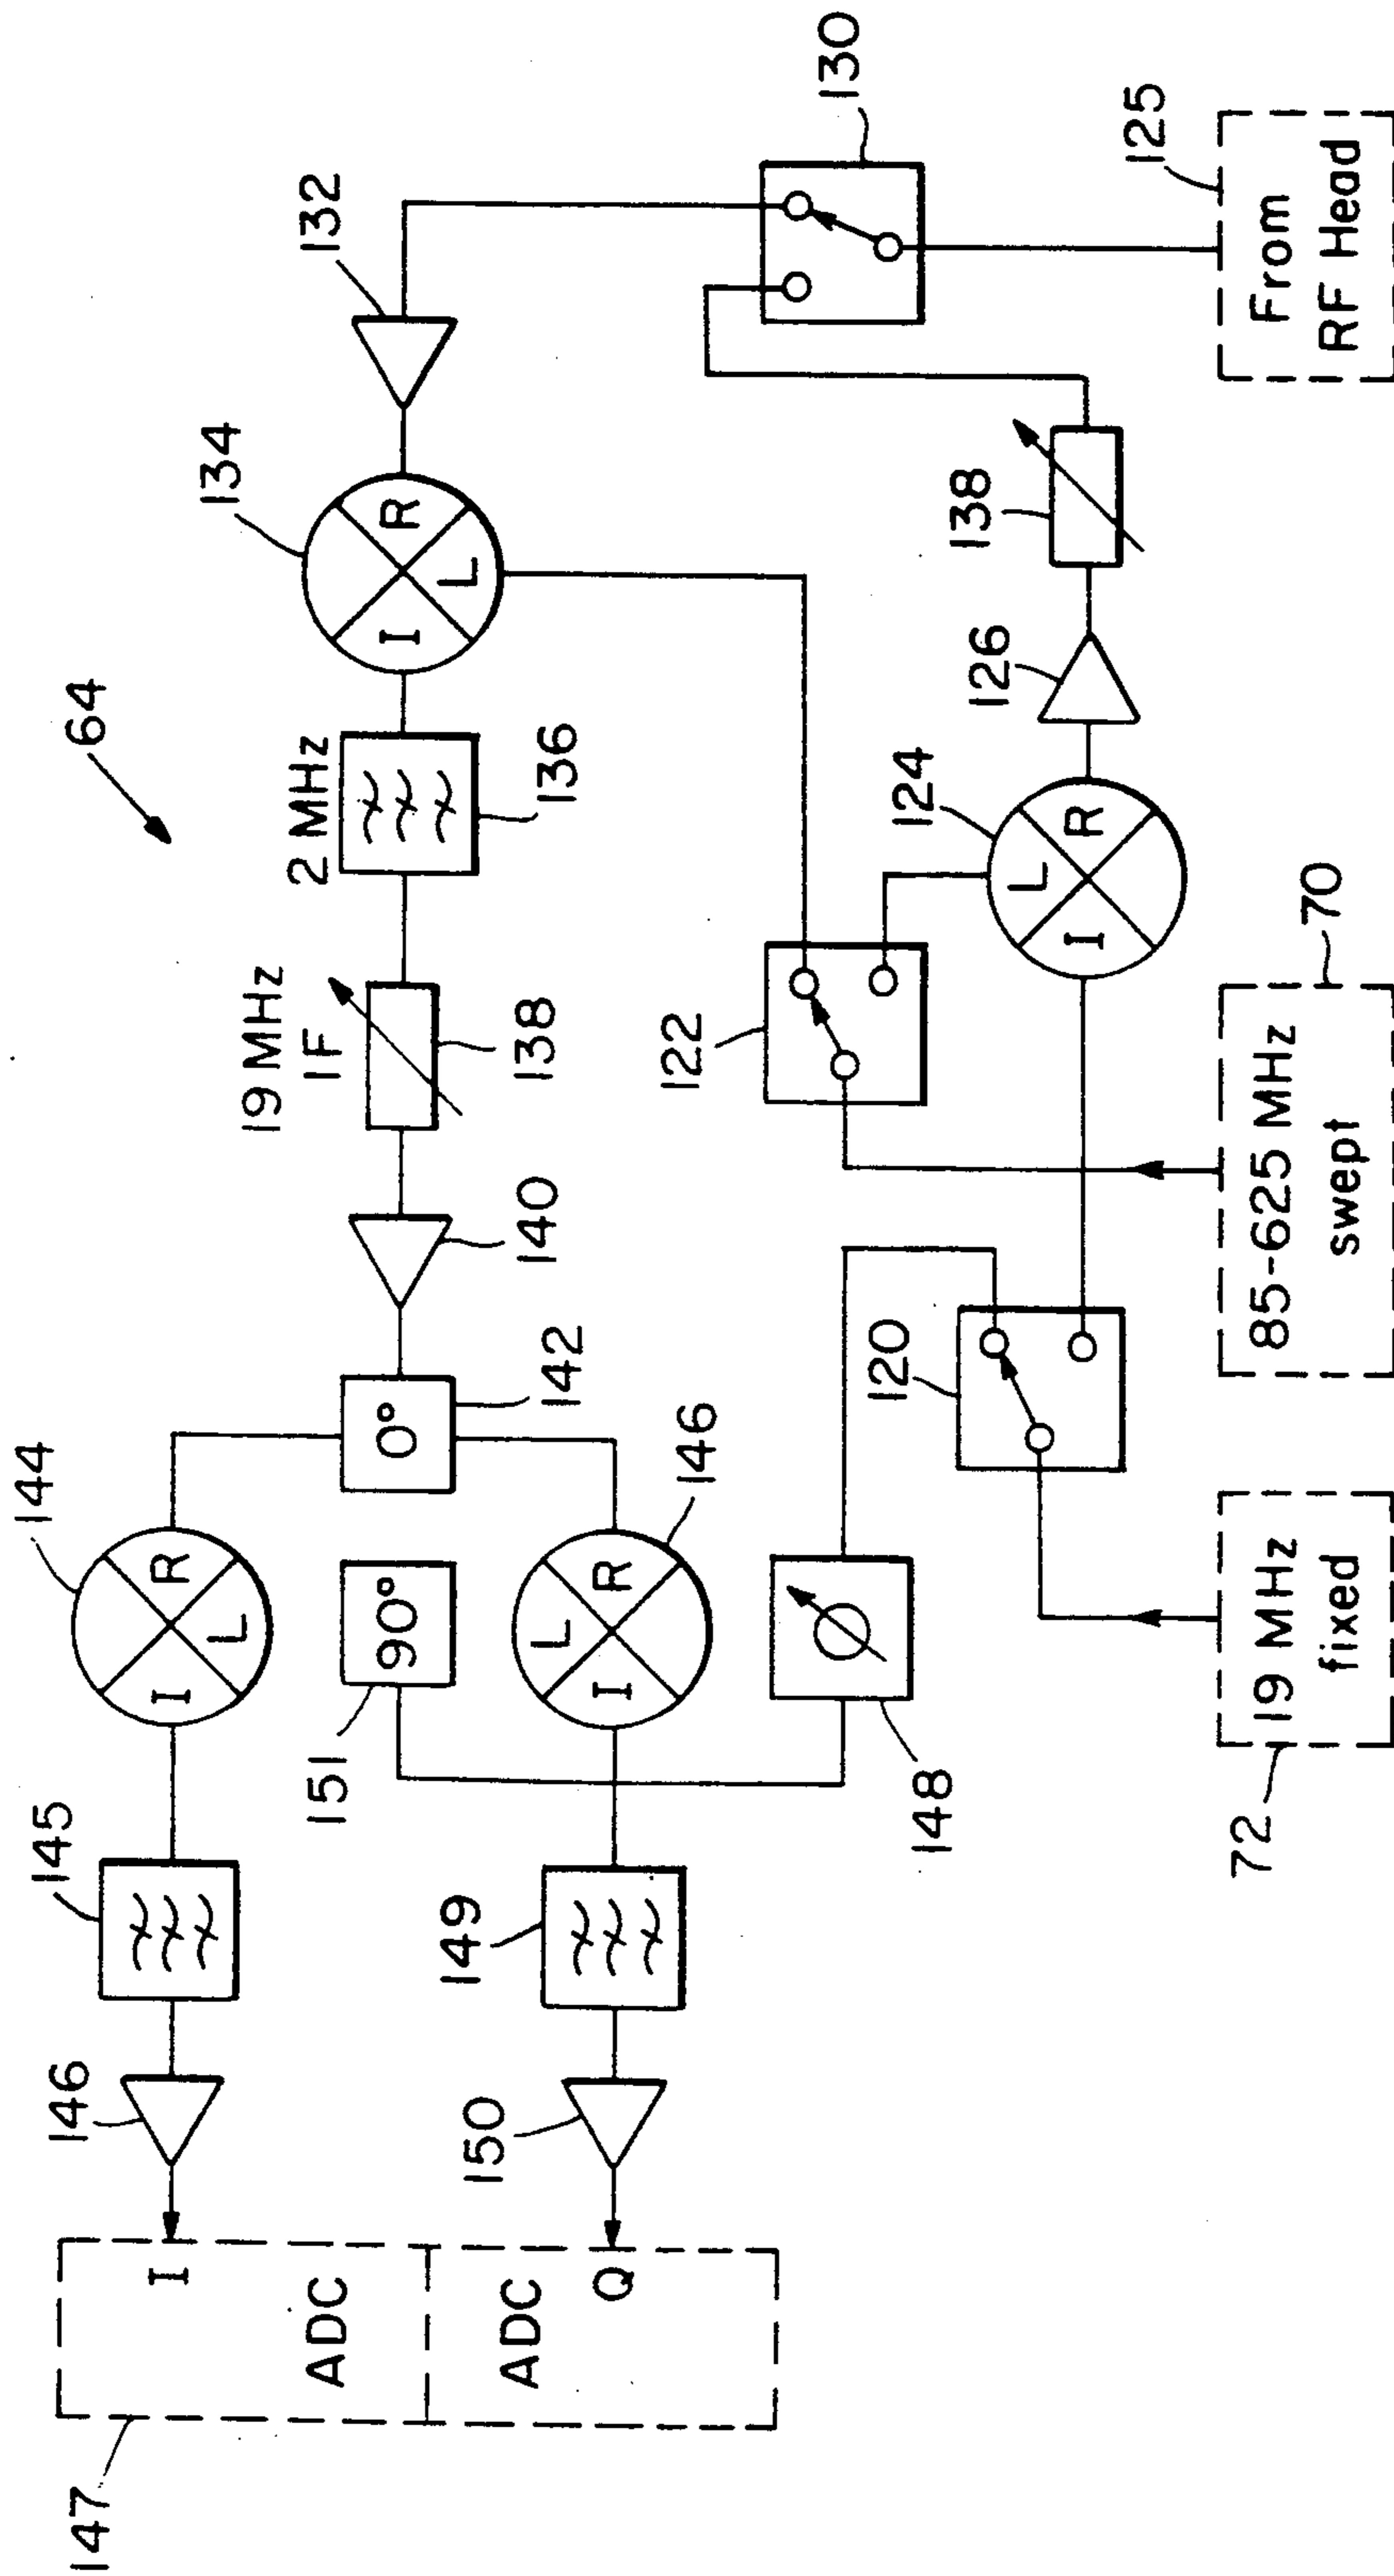 147
146
145
144
64
I
I
L
R
134
19 MHz
IF
2 MHz
132
ADC
151
90°
0°
I
L
R
ADC
Q
150
149
I
L
R
146
142
140
138
136
122
130
148
120
124
126
138
I
L
R
72
19 MHz
fixed
85-625 MHz
swept
70
From
RF Head
125